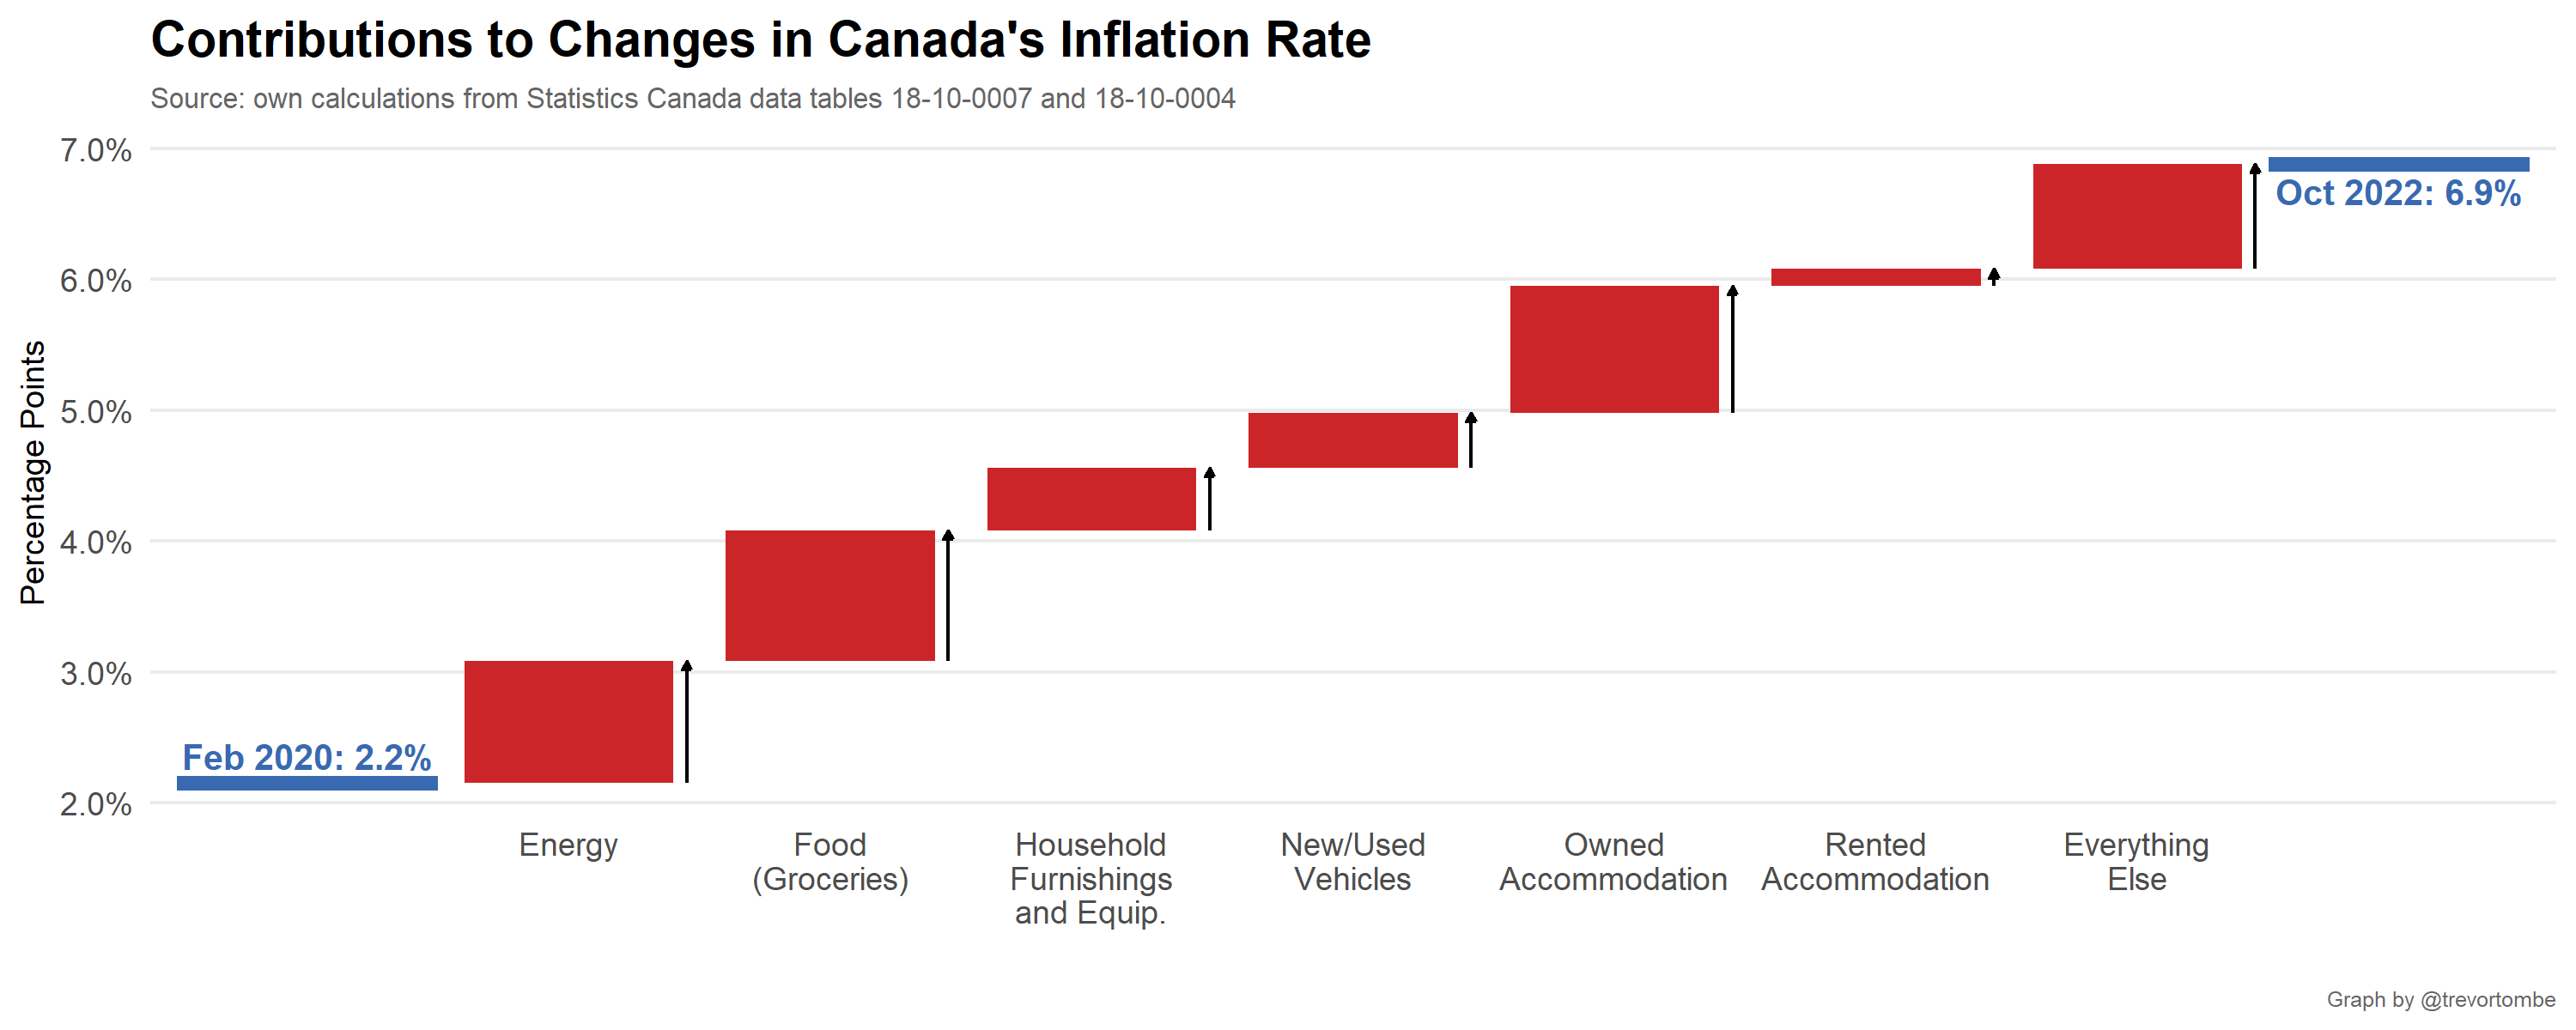 Contributions to Changes in Canada's Inflation Rate
Source: own calculations from Statistics Canada data tables 18-10-0007 and 18-10-0004
Percentage Points
7.0%
6.0%
5.0%
4.0%
3.0%
2.0%
Feb 2020: 2.2%
Oct 2022: 6.9%
Energy
Food
(Groceries)
Household
Furnishings
and Equip.
New/Used
Vehicles
Owned
Accommodation
Rented
Accommodation
Everything
Else
Graph by @trevortombe